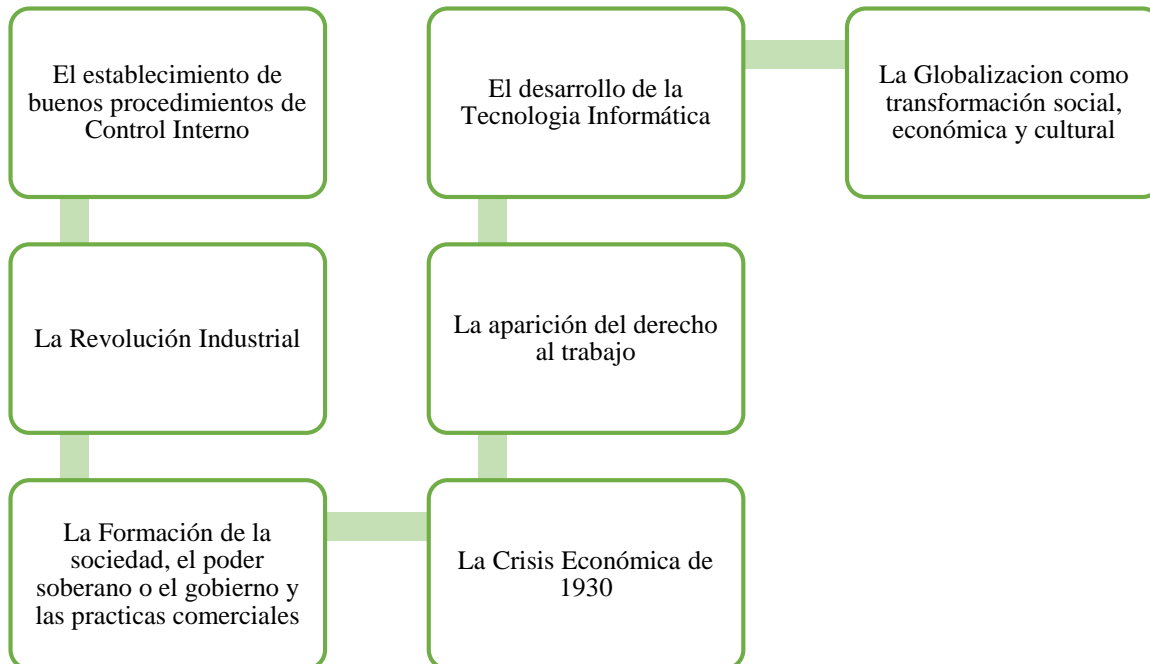 El establecimiento de
buenos procedimientos de
Control Interno
La Revolución Industrial
La Formación de la
sociedad, el poder
soberano o el gobierno y
las practicas comerciales
La Crisis Económica de
1930
La aparición del derecho
al trabajo
El desarrollo de la
Tecnologia Informática
La Globalizacion como
transformación social,
económica y cultural